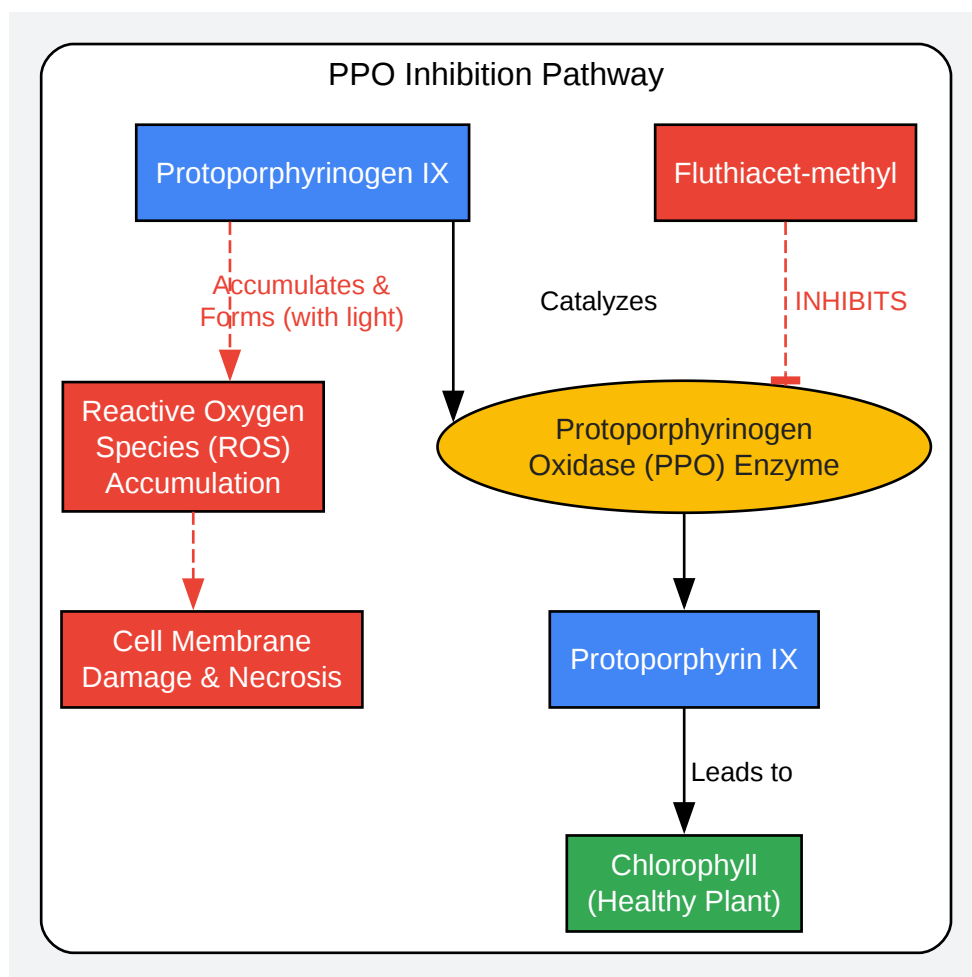 PPO Inhibition Pathway
Protoporphyrinogen IX
Fluthiacet-methyl
Accumulates &
Forms (with light)
Catalyzes
INHIBITS
Reactive Oxygen
Species (ROS)
Accumulation
Protoporphyrinogen
Oxidase (PPO) Enzyme
Cell Membrane
Damage & Necrosis
Protoporphyrin IX
Leads to
Chlorophyll
(Healthy Plant)